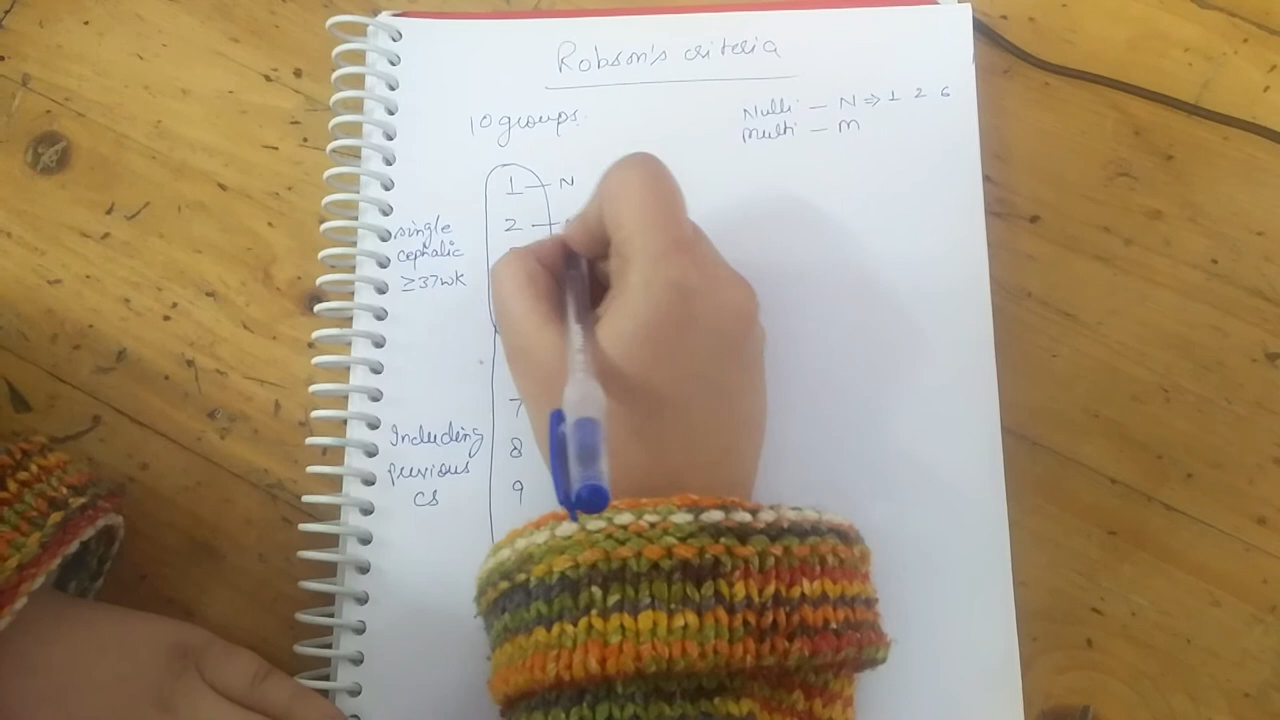 Robson's criteria
10 groups.
Nulli – N ⇒ 1 2 6
Multi – M
1 — N
2 —
single
cephalic
≥37wk
7
Including
previous
CS
8
9